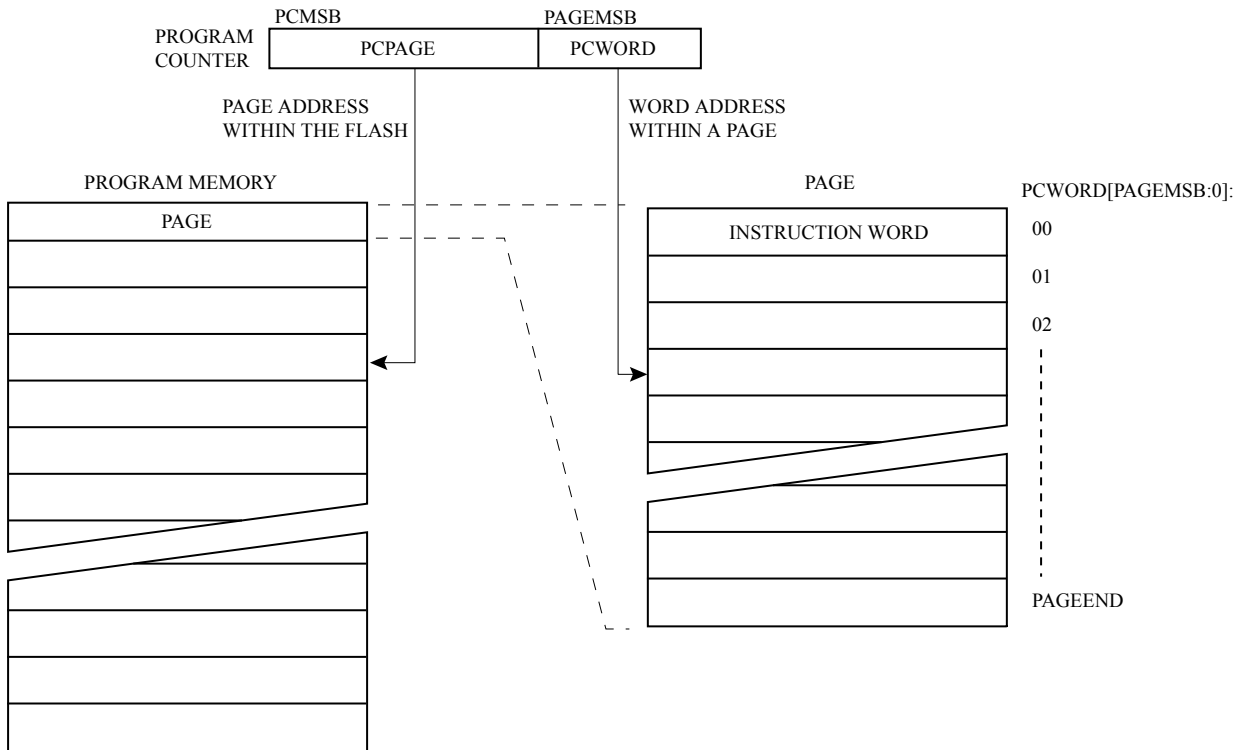 PCMSB PAGEMSB
PROGRAM
COUNTER
PCPAGE PCWORD
PAGE ADDRESS
WITHIN THE FLASH
WORD ADDRESS
WITHIN A PAGE
PROGRAM MEMORY
PAGE
PAGE
PCWORD[PAGEMSB:0]:
INSTRUCTION WORD
00
01
02
PAGEEND